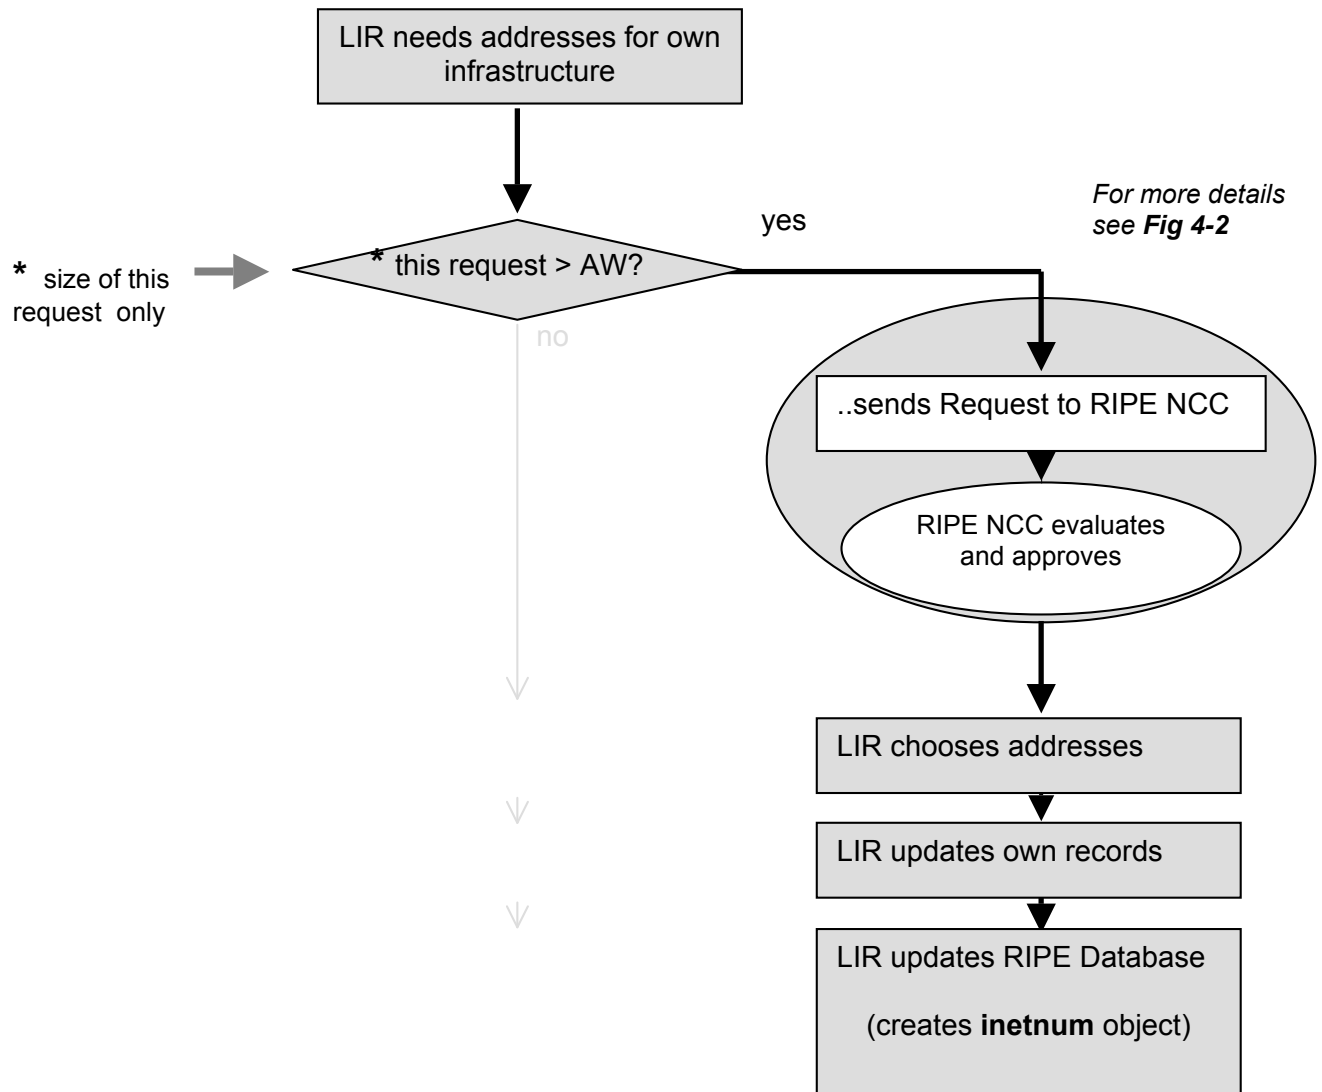 LIR needs addresses for own
infrastructure
For more details
see Fig 4-2
yes
* this request > AW?
* size of this
request only
no
..sends Request to RIPE NCC
RIPE NCC evaluates
and approves
LIR chooses addresses
LIR updates own records
LIR updates RIPE Database
(creates inetnum object)